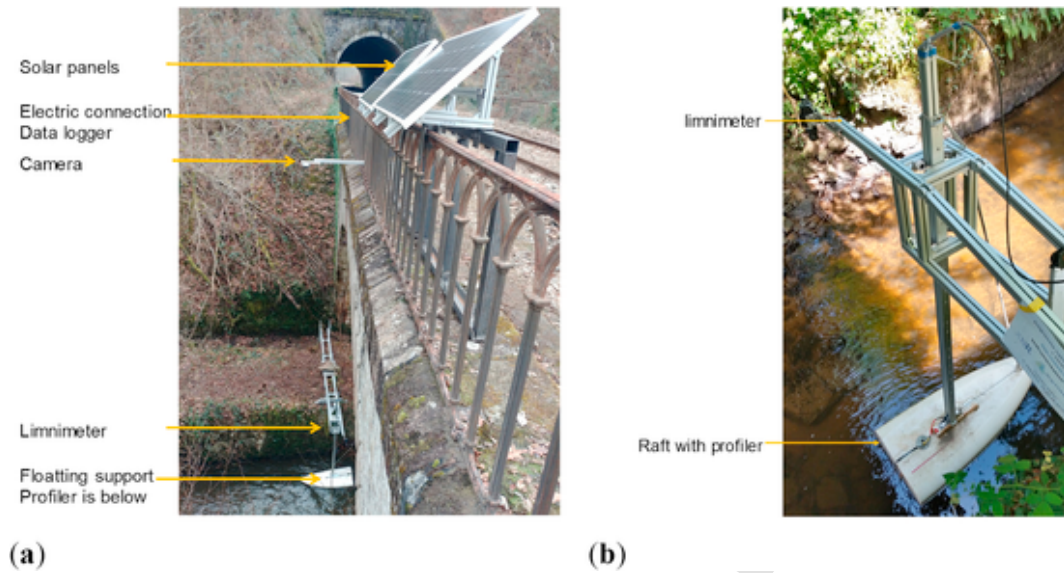 Solar panels
Electric connection
Data logger
Camera
Limnimeter
Floatting support
Profiler is below
(a)
limnimeter
Raft with profiler
(b)